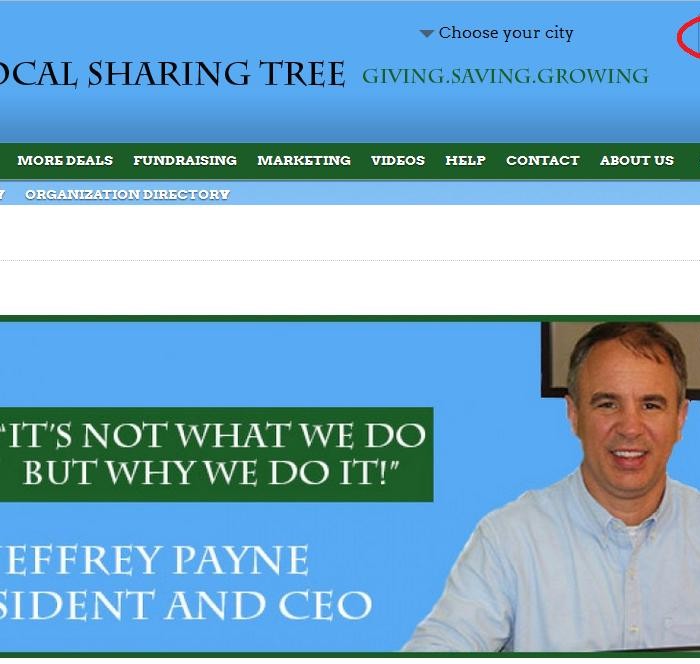 Choose your city
OCAL SHARING TREE GIVING.SAVING.GROWING
MORE DEALS FUNDRAISING MARKETING VIDEOS HELP CONTACT ABOUT US
Y ORGANIZATION DIRECTORY
“IT’S NOT WHAT WE DO
BUT WHY WE DO IT!”
JEFFREY PAYNE
SIDENT AND CEO